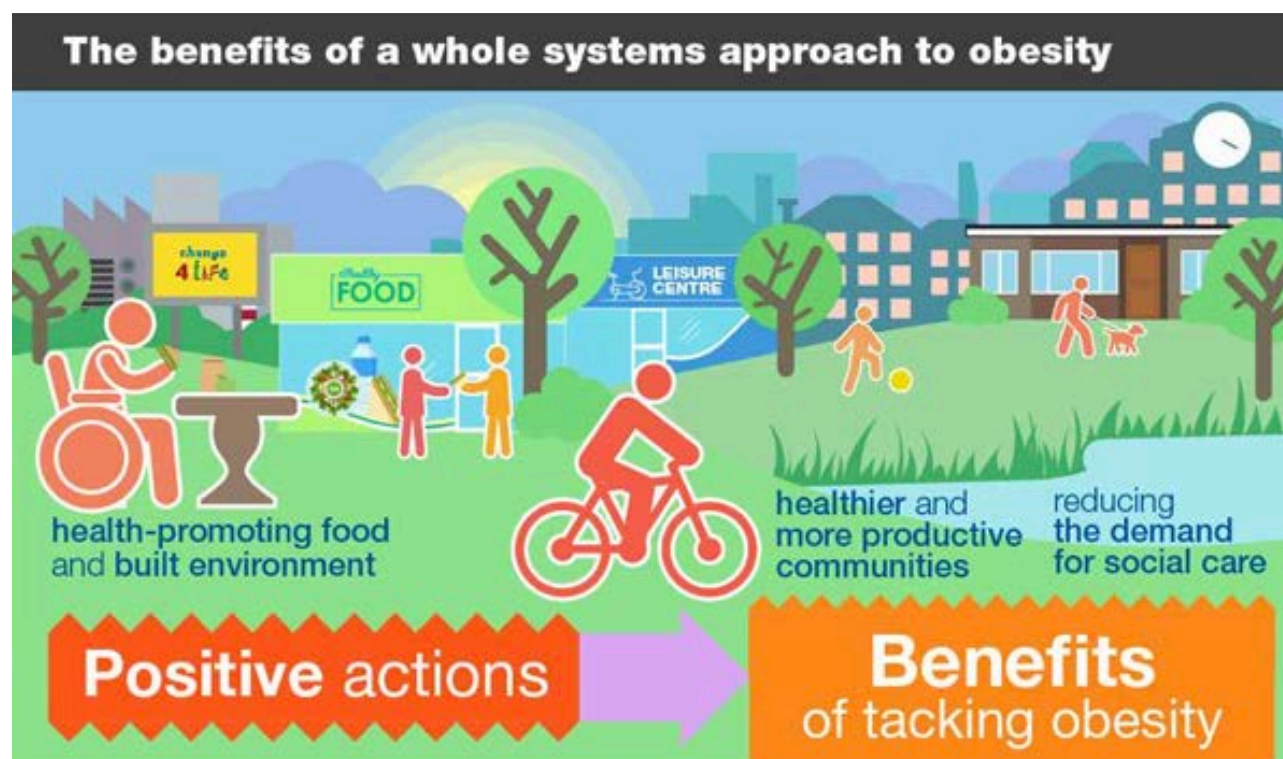 The benefits of a whole systems approach to obesity
change
4 LiFe
Healthy
FOOD
LEISURE
CENTRE
health-promoting food
and built environment
healthier and
more productive
communities
reducing
the demand
for social care
Positive actions
Benefits
of tacking obesity